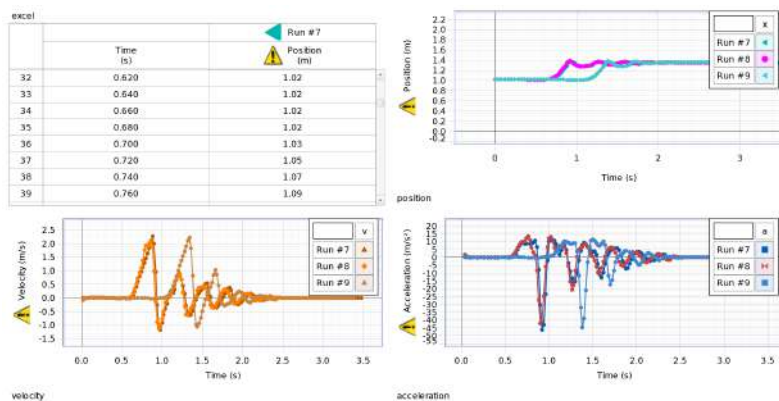 excel
Run #7
Time
(s)
Position
(m)
32 0.620 1.02
33 0.640 1.02
34 0.660 1.02
35 0.680 1.02
36 0.700 1.03
37 0.720 1.05
38 0.740 1.07
39 0.760 1.09
Position (m)
2.2
2.0
1.8
1.6
1.4
1.2
1.0
0.8
0.6
0.4
0.2
0.0
-0.2
x
Run #7
Run #8
Run #9
0 1 2 3
Time (s)
position
Velocity (m/s)
2.5
2.0
1.5
1.0
0.5
0.0
-0.5
-1.0
-1.5
v
Run #7
Run #8
Run #9
0.0 0.5 1.0 1.5 2.0 2.5 3.0 3.5
Time (s)
velocity
Acceleration (m/s²)
20
15
10
5
0
-5
-10
-15
-20
-25
-30
-35
-40
-45
-55
a
Run #7
Run #8
Run #9
0.0 0.5 1.0 1.5 2.0 2.5 3.0 3.5
Time (s)
acceleration